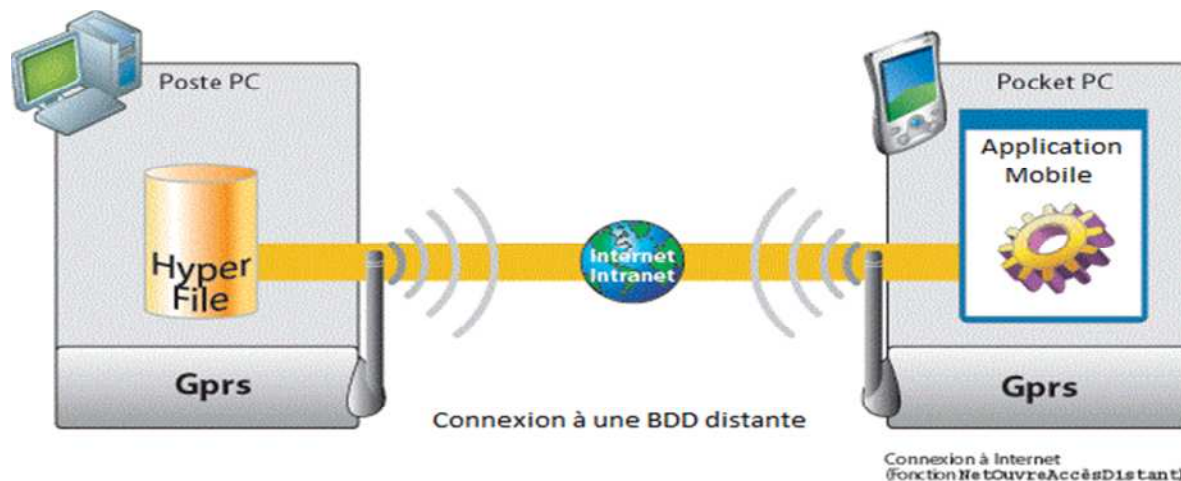 Poste PC
Hyper
File
Gprs
Internet
Intranet
Pocket PC
Application
Mobile
Gprs
Connexion à une BDD distante
Connexion à Internet
(Fonction NetOuvreAccèsDistant)